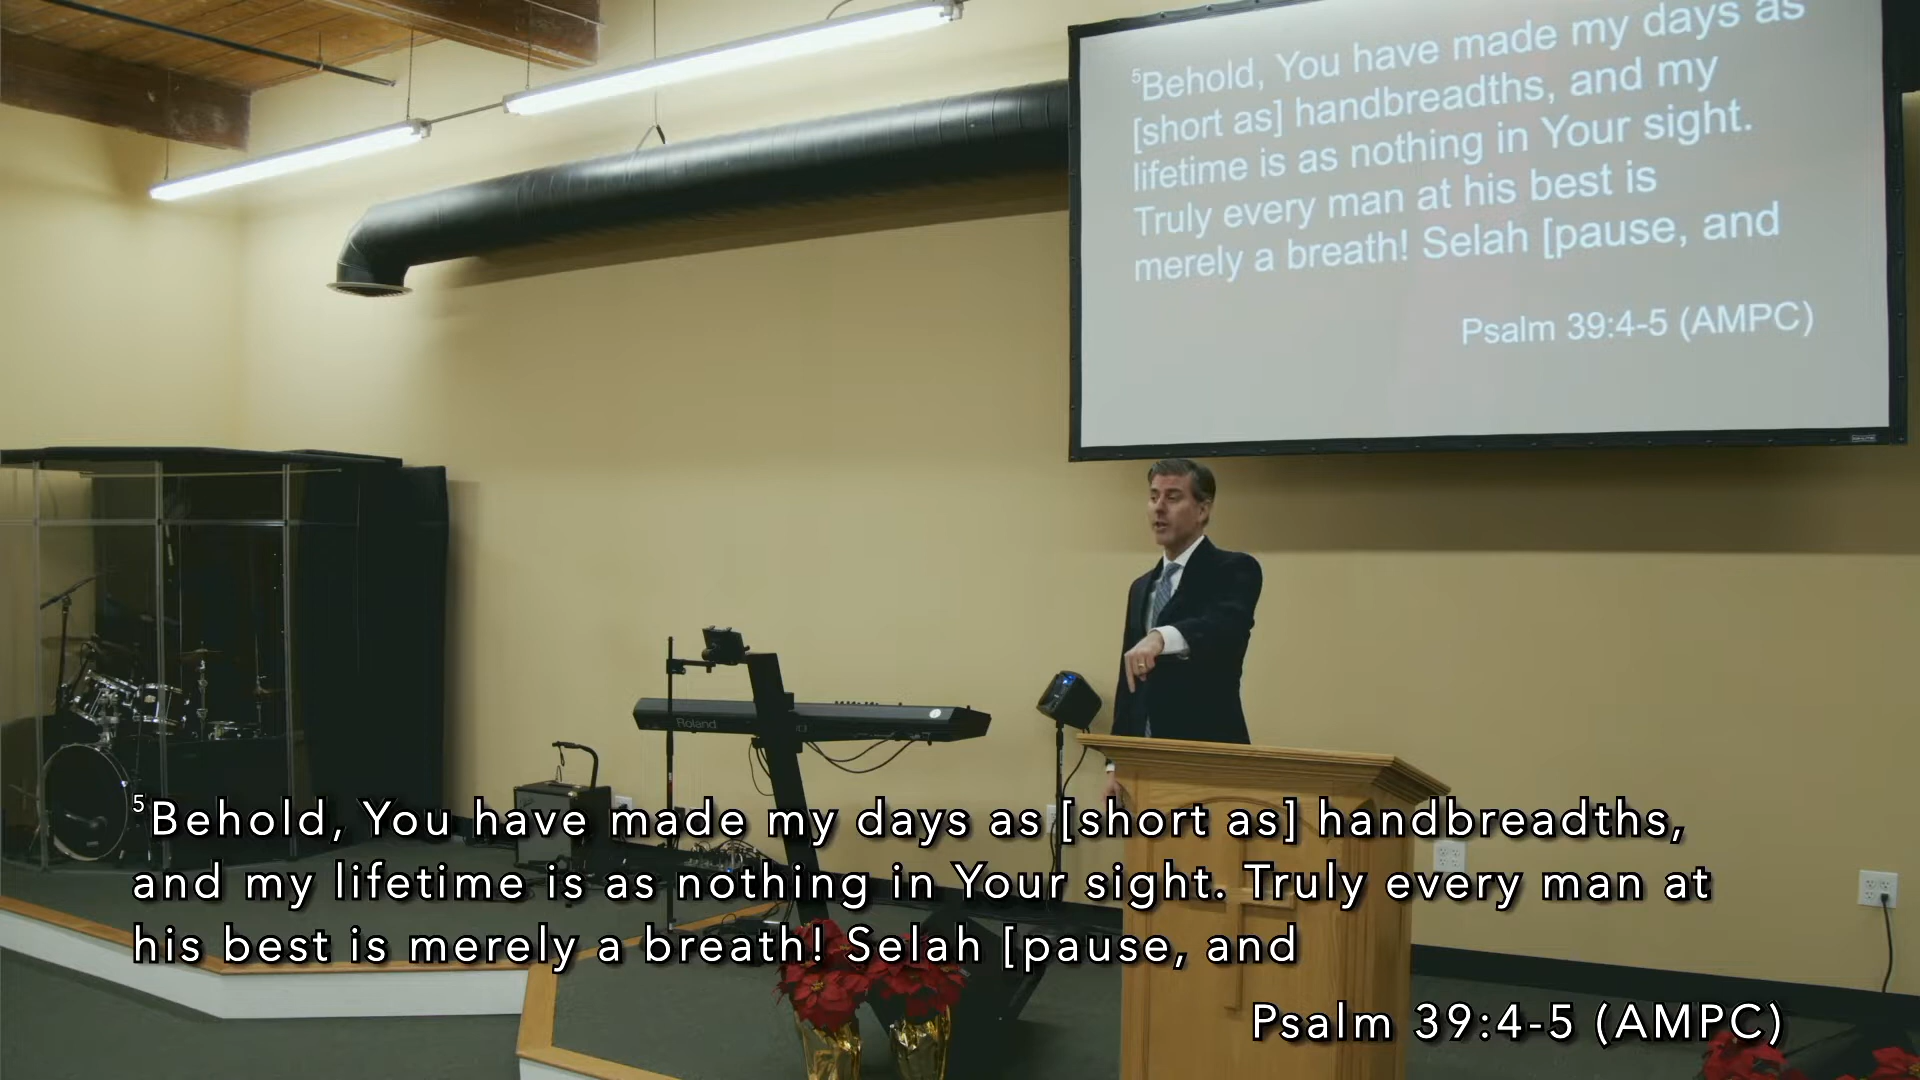 ⁵Behold, You have made my days as
[short as] handbreadths, and my
lifetime is as nothing in Your sight.
Truly every man at his best is
merely a breath! Selah [pause, and
Psalm 39:4-5 (AMPC)
Roland
⁵Behold, You have made my days as [short as] handbreadths,
and my lifetime is as nothing in Your sight. Truly every man at
his best is merely a breath! Selah [pause, and
Psalm 39:4-5 (AMPC)